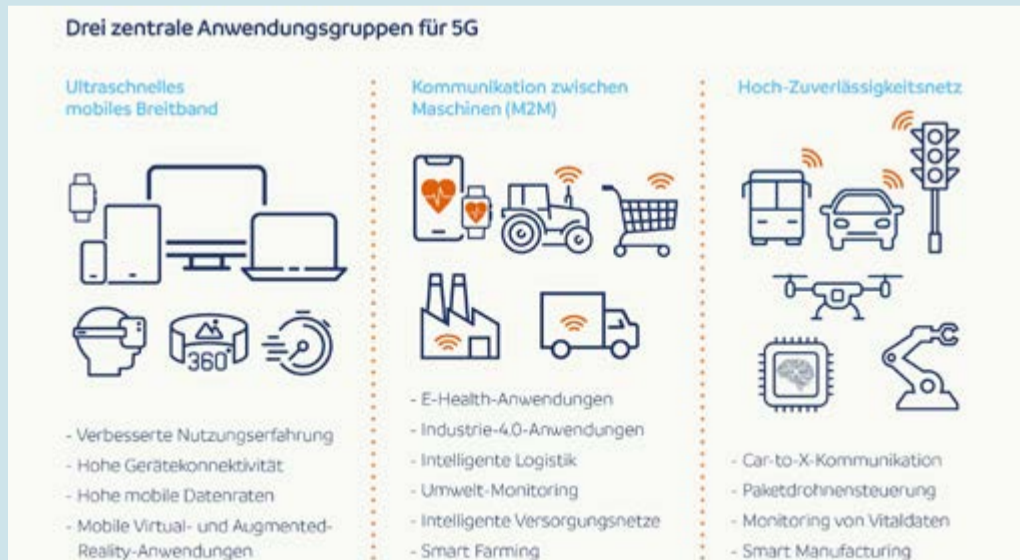 Drei zentrale Anwendungsgruppen für 5G
Ultraschnelles
mobiles Breitband
360°
- Verbesserte Nutzungserfahrung
- Hohe Gerätekonnektivität
- Hohe mobile Datenraten
- Mobile Virtual- und Augmented-
Reality-Anwendungen
Kommunikation zwischen
Maschinen (M2M)
- E-Health-Anwendungen
- Industrie-4.0-Anwendungen
- Intelligente Logistik
- Umwelt-Monitoring
- Intelligente Versorgungsnetze
- Smart Farming
Hoch-Zuverlässigkeitsnetz
- Car-to-X-Kommunikation
- Paketdrohnensteuerung
- Monitoring von Vitaldaten
- Smart Manufacturing